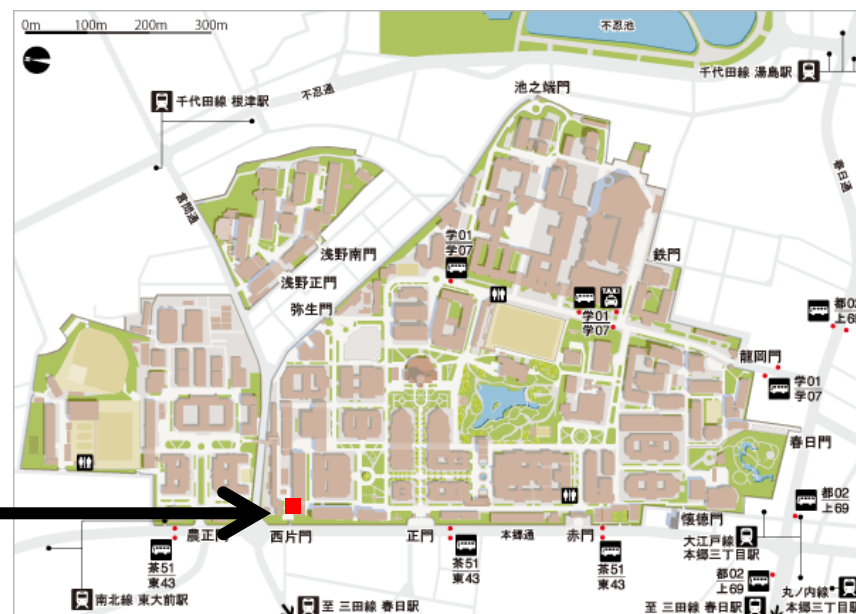 0m 100m 200m 300m
不忍池
千代田線 湯島駅
池之端門
不忍通
千代田線 根津駅
春日通
言問通
学01
学07
浅野南門
鉄門
浅野正門
TAXI
弥生門
学01
学07
都02
上69
龍岡門
学01
学07
春日門
都02
上69
懐徳門
農正門
西片門
正門
本郷通
赤門
大江戸線
本郷三丁目駅
茶51
東43
茶51
東43
茶51
東43
都02
上69
丸ノ内線
本郷三丁目
南北線 東大前駅
至 三田線 春日駅
至 三田線 春日駅